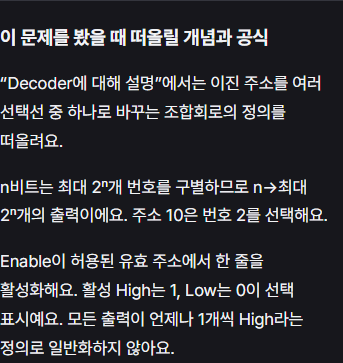 이 문제를 봤을 때 떠올릴 개념과 공식
“Decoder에 대해 설명”에서는 이진 주소를 여러
선택선 중 하나로 바꾸는 조합회로의 정의를
떠올려요.
n비트는 최대 2ⁿ개 번호를 구별하므로 n→최대
2ⁿ개의 출력이에요. 주소 10은 번호 2를 선택해요.
Enable이 허용된 유효 주소에서 한 줄을
활성화해요. 활성 High는 1, Low는 0이 선택
표시예요. 모든 출력이 언제나 1개씩 High라는
정의로 일반화하지 않아요.